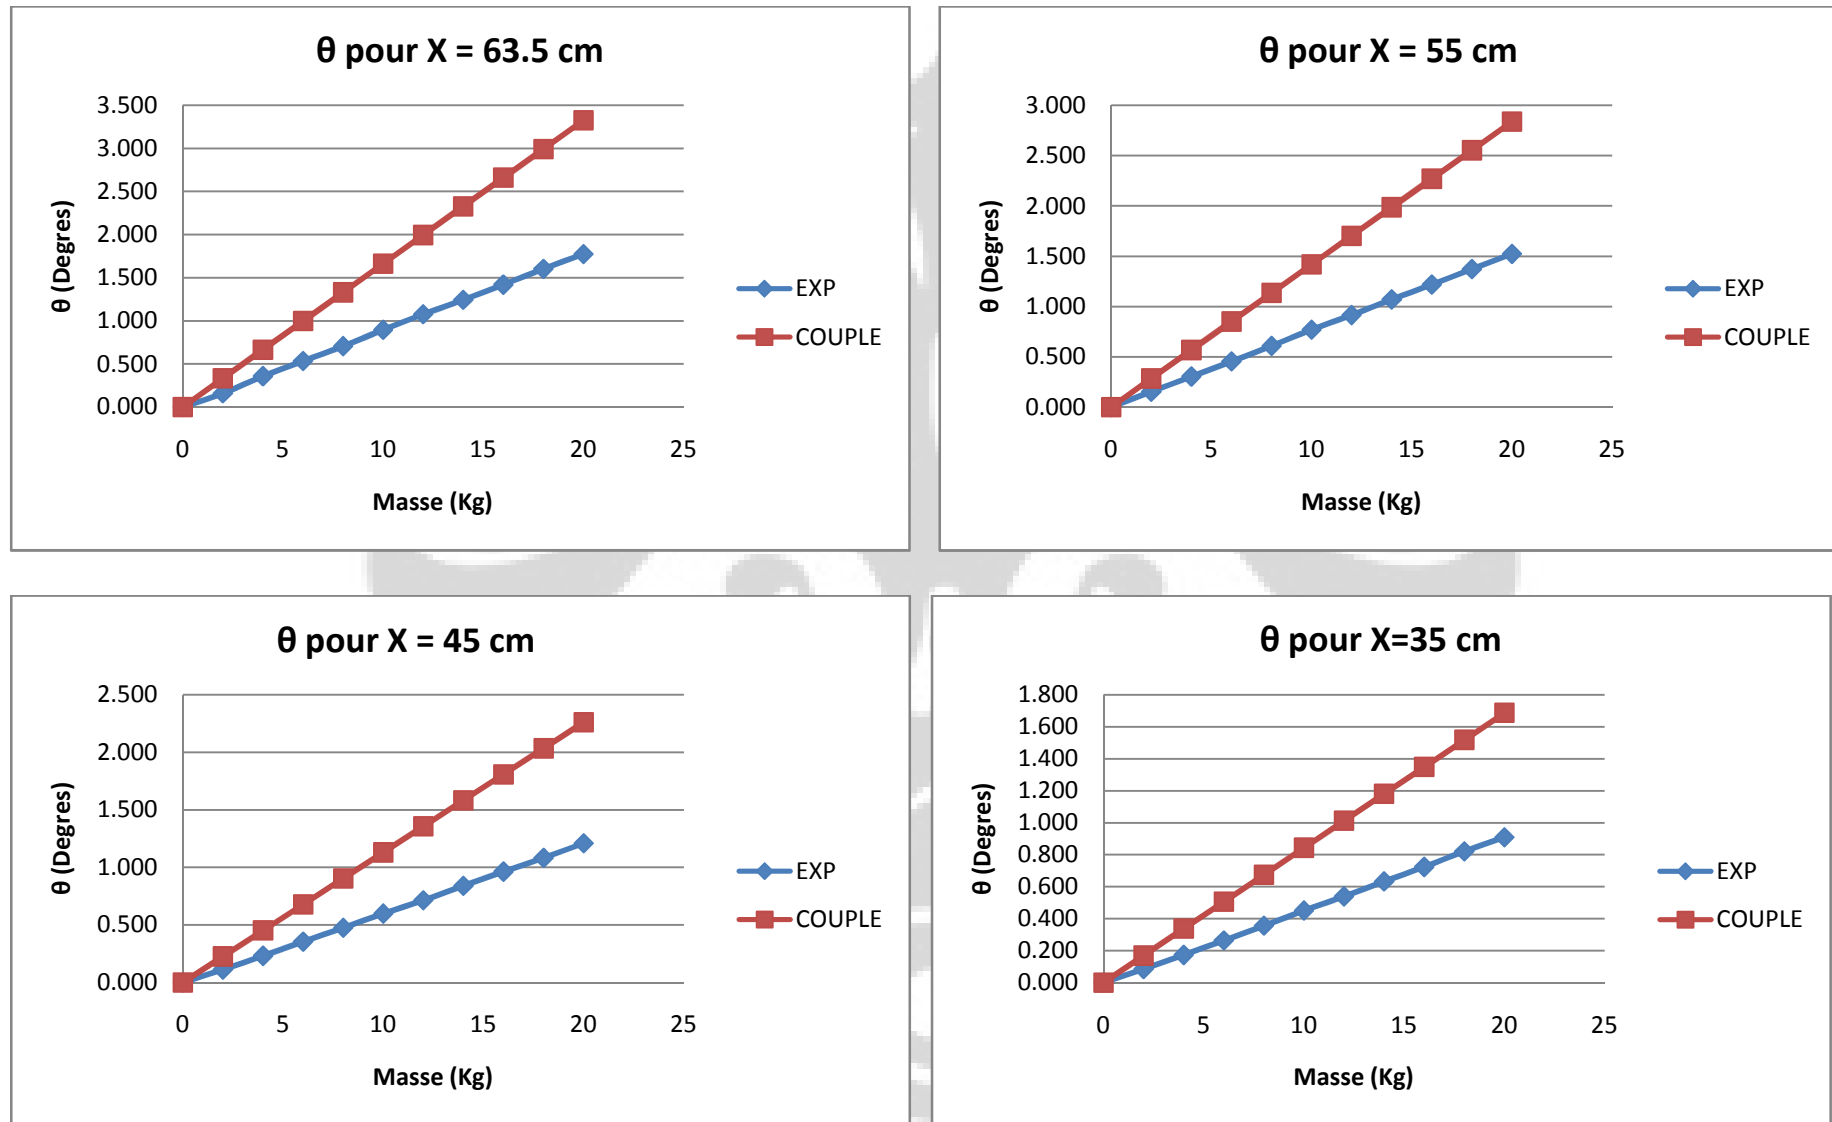 θ pour X = 63.5 cm
3.500
3.000
2.500
2.000
1.500
1.000
0.500
0.000
0 5 10 15 20 25
θ (Degres)
Masse (Kg)
EXP
COUPLE
θ pour X = 55 cm
3.000
2.500
2.000
1.500
1.000
0.500
0.000
0 5 10 15 20 25
θ (Degres)
Masse (Kg)
EXP
COUPLE
θ pour X = 45 cm
2.500
2.000
1.500
1.000
0.500
0.000
0 5 10 15 20 25
θ (Degres)
Masse (Kg)
EXP
COUPLE
θ pour X=35 cm
1.800
1.600
1.400
1.200
1.000
0.800
0.600
0.400
0.200
0.000
0 5 10 15 20 25
θ (Degres)
Masse (Kg)
EXP
COUPLE